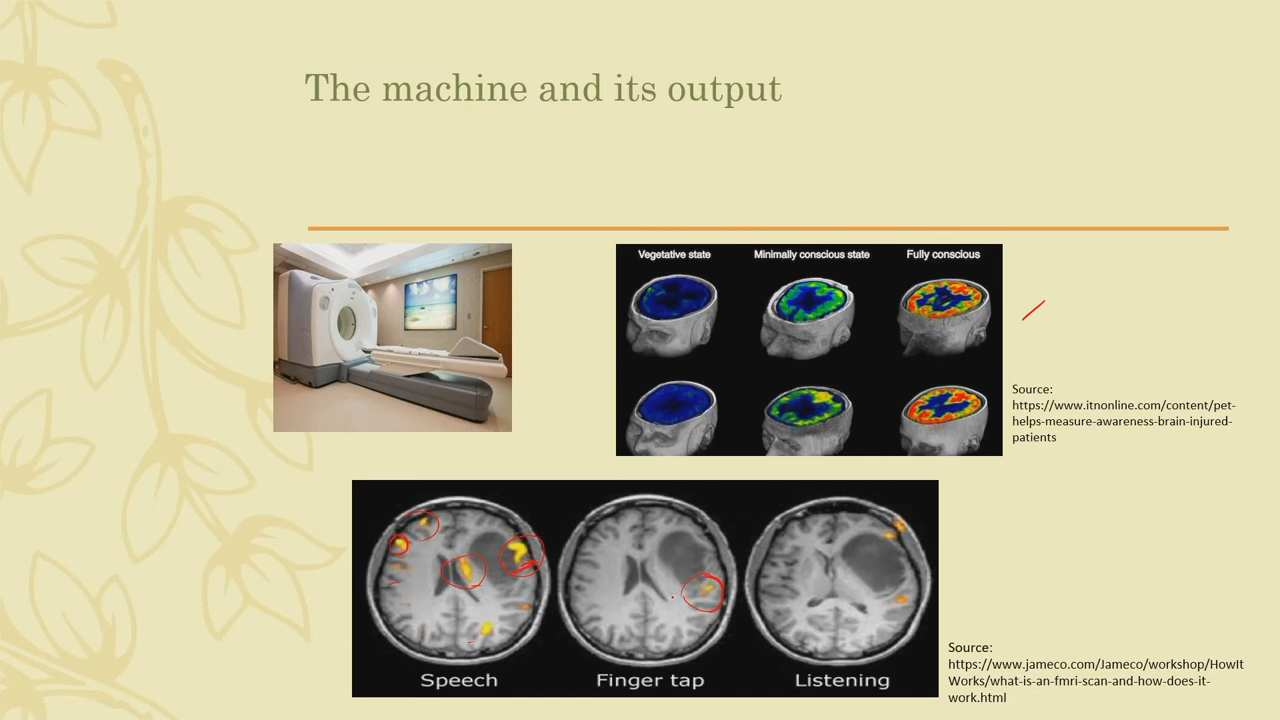 The machine and its output
Vegetative state
Minimally conscious state
Fully conscious
Source:
https://www.itnonline.com/content/pet-
helps-measure-awareness-brain-injured-
patients
Speech
Finger tap
Listening
Source:
https://www.jameco.com/Jameco/workshop/HowIt
Works/what-is-an-fmri-scan-and-how-does-it-
work.html